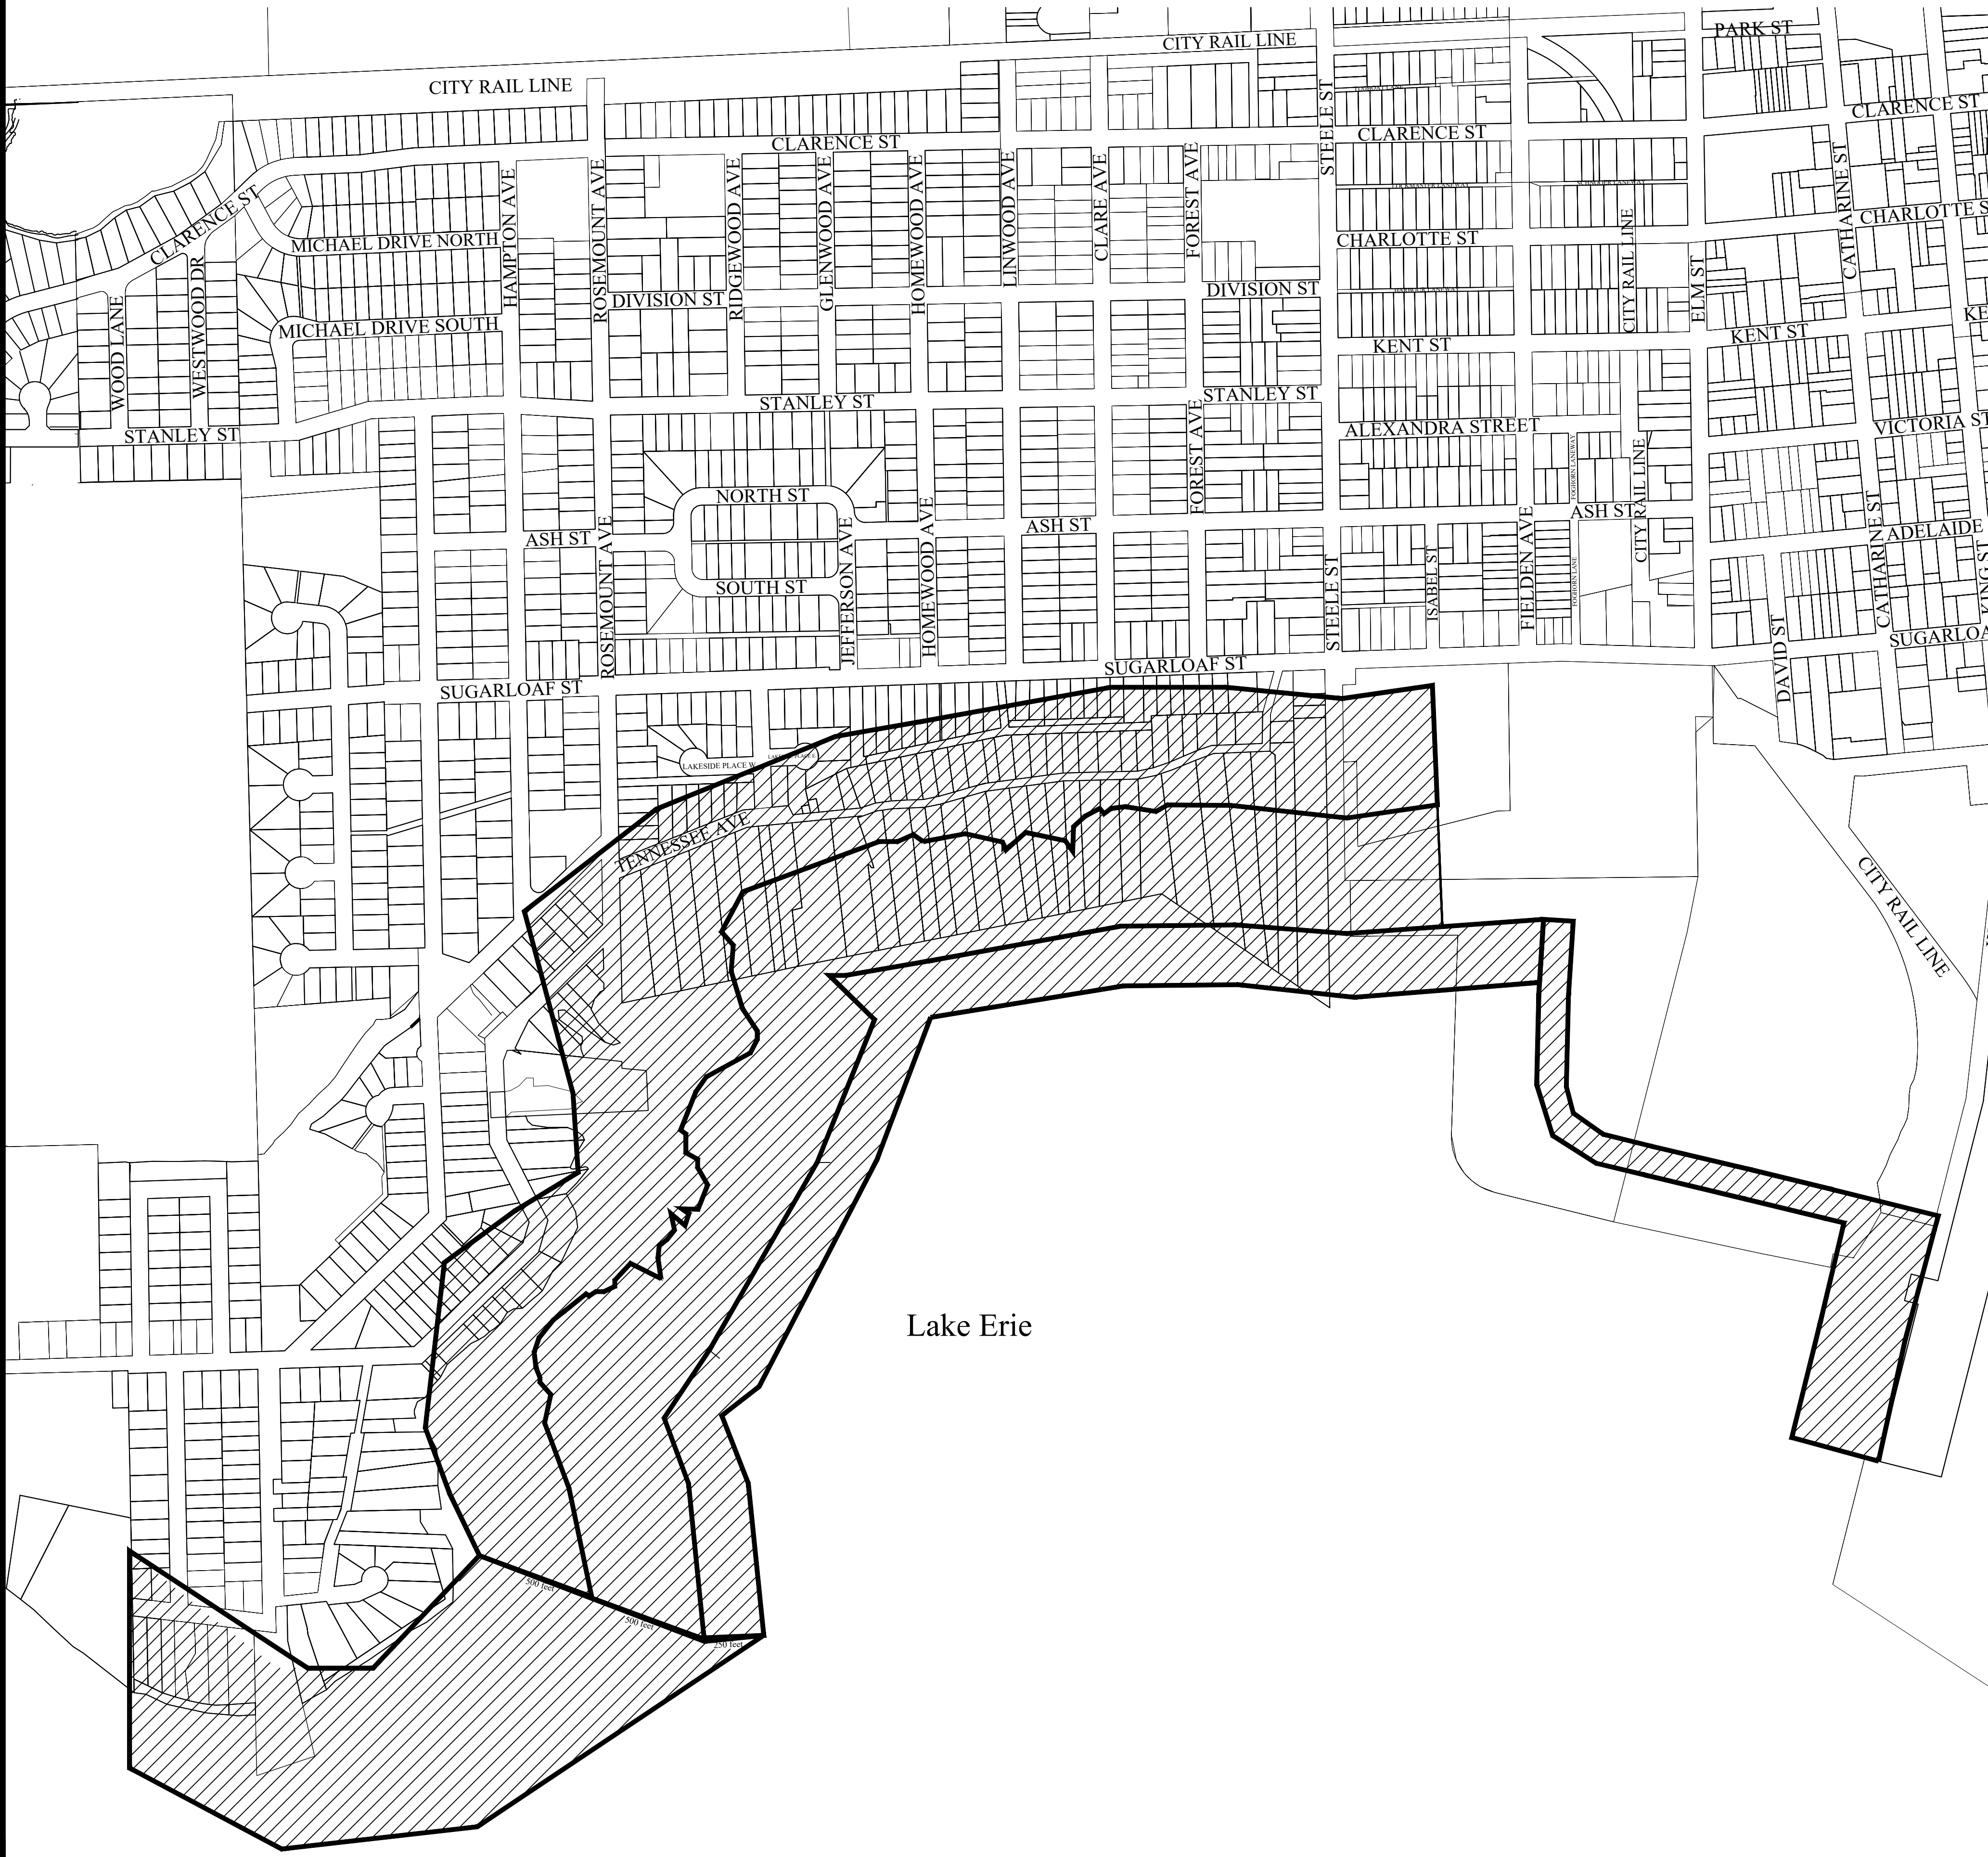 PARK ST
CITY RAIL LINE
CITY RAIL LINE
CLARENCE ST
CLARENCE ST
CLARENCE ST
STEELE ST
CATHARINE ST
CLARENCE ST
HAMPTON AVE
ROSEMOUNT AVE
RIDGEWOOD AVE
GLENWOOD AVE
HOMEWOOD AVE
LINWOOD AVE
CLARE AVE
FOREST AVE
CHARLOTTE S
MICHAEL DRIVE NORTH
CHARLOTTE ST
CITY RAIL LINE
ELM ST
WOOD LANE
WESTWOOD DR
DIVISION ST
DIVISION ST
KE
MICHAEL DRIVE SOUTH
KENT ST
KENT ST
STANLEY ST
STANLEY ST
STANLEY ST
ALEXANDRA STREET
VICTORIA ST
FOREST AVE
FOGHORN LANEWAY
CITY RAIL LINE
NORTH ST
ASH ST
ASH ST
ASH ST
ADELAIDE
CATHARINE ST
KING ST
ROSEMOUNT AVE
JEFFERSON AVE
HOMEWOOD AVE
STEELE ST
ISABEL ST
FIELDEN AVE
FOGHORN LANE
SOUTH ST
DAVID ST
SUGARLOA
SUGARLOAF ST
SUGARLOAF ST
LAKESIDE PLACE W
TENNESSEE AVE
CITY RAIL LINE
Lake Erie
500 feet
500 feet
250 feet